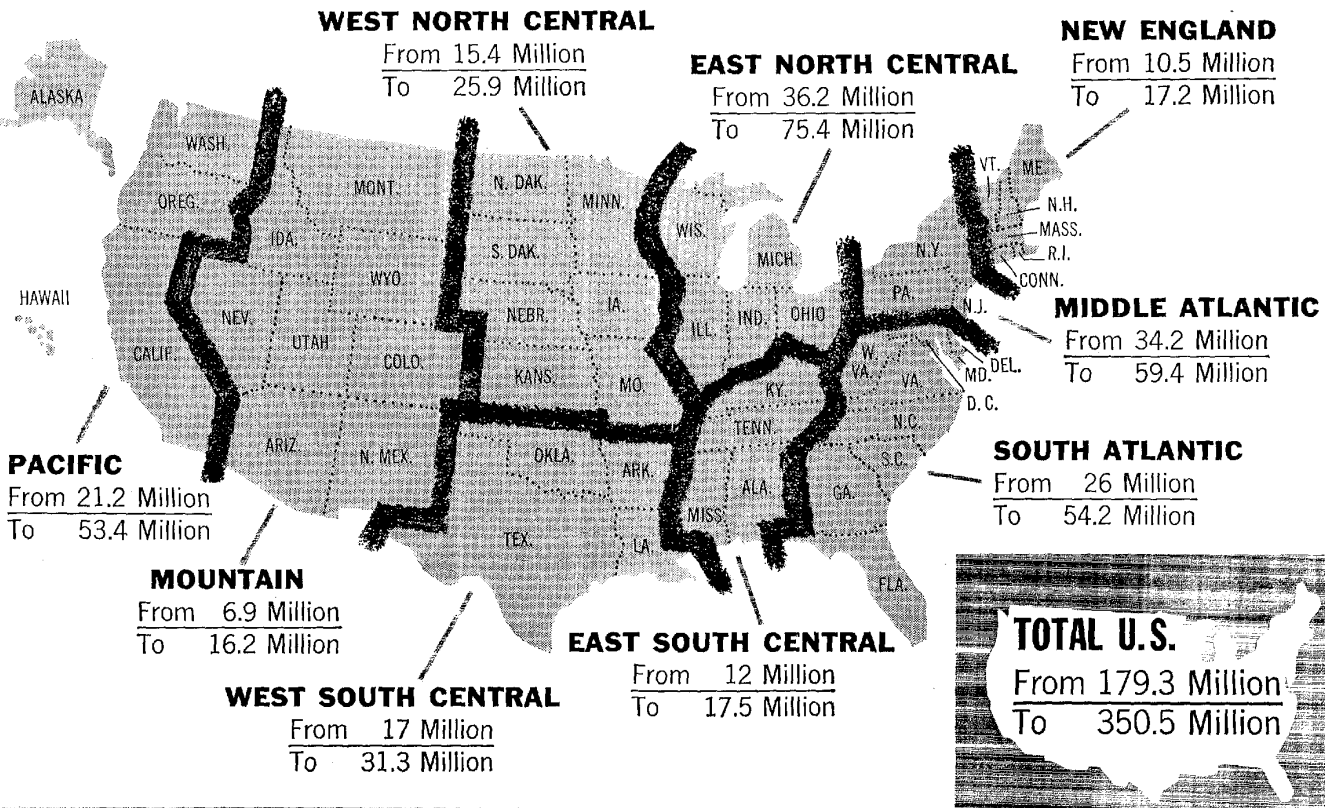 WEST NORTH CENTRAL
From 15.4 Million
To 25.9 Million
EAST NORTH CENTRAL
From 36.2 Million
To 75.4 Million
NEW ENGLAND
From 10.5 Million
To 17.2 Million
ALASKA
WASH.
OREG.
MONT.
IDA.
WYO.
N. DAK.
S. DAK.
MINN.
WIS.
MICH.
N.Y.
VT.
ME.
N.H.
MASS.
R.I.
CONN.
HAWAII
CALIF.
NEV.
UTAH
COLO.
NEBR.
KANS.
IA.
MO.
ILL.
IND.
OHIO
PA.
N.J.
W. VA.
VA.
MD.
DEL.
D.C.
KY.
TENN.
N.C.
S.C.
ARIZ.
N. MEX.
OKLA.
ARK.
TEX.
LA.
MISS.
ALA.
GA.
FLA.
MIDDLE ATLANTIC
From 34.2 Million
To 59.4 Million
SOUTH ATLANTIC
From 26 Million
To 54.2 Million
PACIFIC
From 21.2 Million
To 53.4 Million
MOUNTAIN
From 6.9 Million
To 16.2 Million
WEST SOUTH CENTRAL
From 17 Million
To 31.3 Million
EAST SOUTH CENTRAL
From 12 Million
To 17.5 Million
TOTAL U.S.
From 179.3 Million
To 350.5 Million